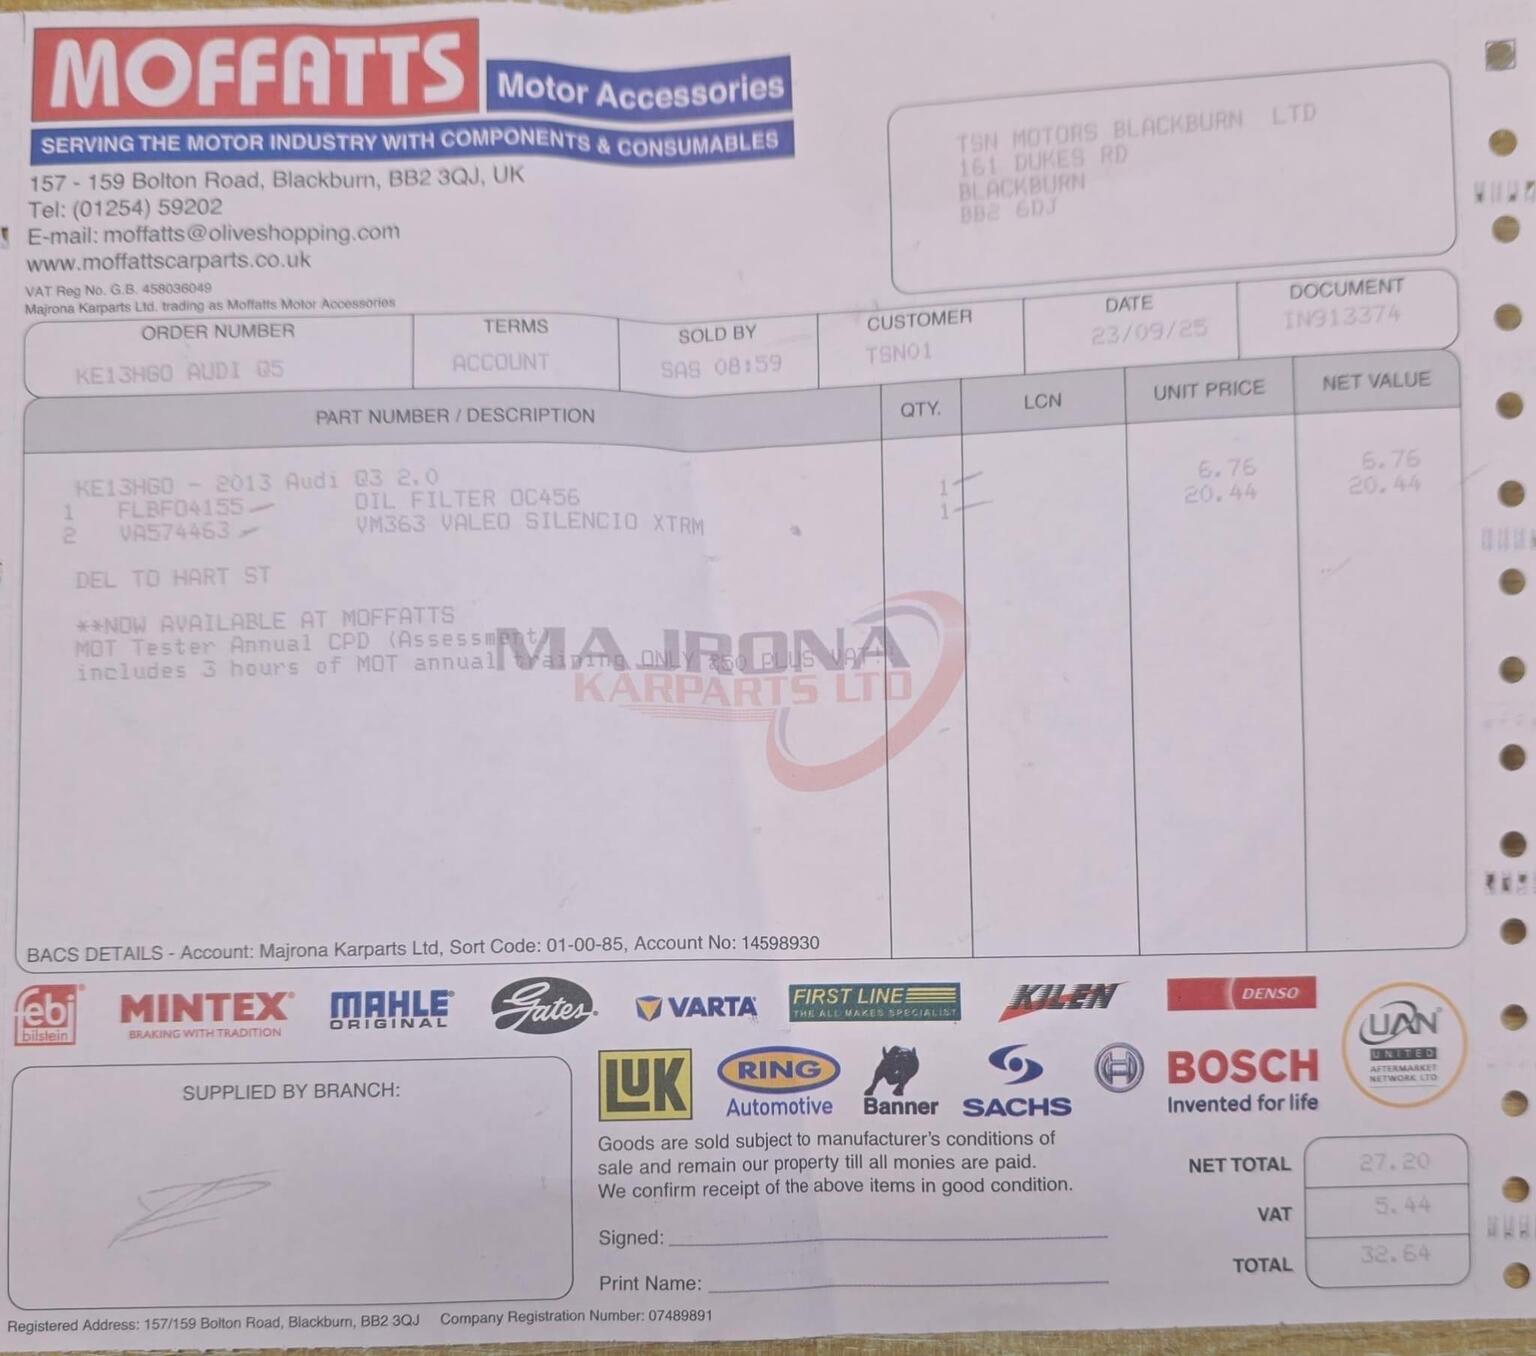 MOFFATTS
Motor Accessories
SERVING THE MOTOR INDUSTRY WITH COMPONENTS & CONSUMABLES
157 - 159 Bolton Road, Blackburn, BB2 3QJ, UK
Tel: (01254) 59202
E-mail: moffatts@oliveshopping.com
www.moffattscarparts.co.uk
VAT Reg No. G.B. 458036049
Majrona Karparts Ltd. trading as Moffatts Motor Accessories
TSN MOTORS BLACKBURN LTD
161 DUKES RD
BLACKBURN
BB2 6DJ
ORDER NUMBER TERMS SOLD BY CUSTOMER DATE DOCUMENT
KE13HGO AUDI Q5 ACCOUNT SAS 08:59 TSN01 23/09/25 IN913374
PART NUMBER / DESCRIPTION QTY. LCN UNIT PRICE NET VALUE
KE13HGO - 2013 Audi Q3 2.0
1 FLBFO4155 OIL FILTER OC456 1 6.76 6.76
2 VA574463 VM363 VALEO SILENCIO XTRM 1 20.44 20.44
DEL TO HART ST
**NOW AVAILABLE AT MOFFATTS
MOT Tester Annual CPD (Assessment
includes 3 hours of MOT annual training ONLY £50 PLUS VAT!
MAJRONA
KARPARTS LTD
BACS DETAILS - Account: Majrona Karparts Ltd, Sort Code: 01-00-85, Account No: 14598930
febi
bilstein
MINTEX
BRAKING WITH TRADITION
MAHLE
ORIGINAL
Gates
VARTA
FIRST LINE
THE ALL MAKES SPECIALIST
KILEN
DENSO
UAN
UNITED
AFTERMARKET
NETWORK LTD
LUK
RING
Automotive
Banner
SACHS
BOSCH
Invented for life
SUPPLIED BY BRANCH:
Goods are sold subject to manufacturer's conditions of
sale and remain our property till all monies are paid.
We confirm receipt of the above items in good condition.
Signed:
Print Name:
NET TOTAL 27.20
VAT 5.44
TOTAL 32.64
Registered Address: 157/159 Bolton Road, Blackburn, BB2 3QJ Company Registration Number: 07489891